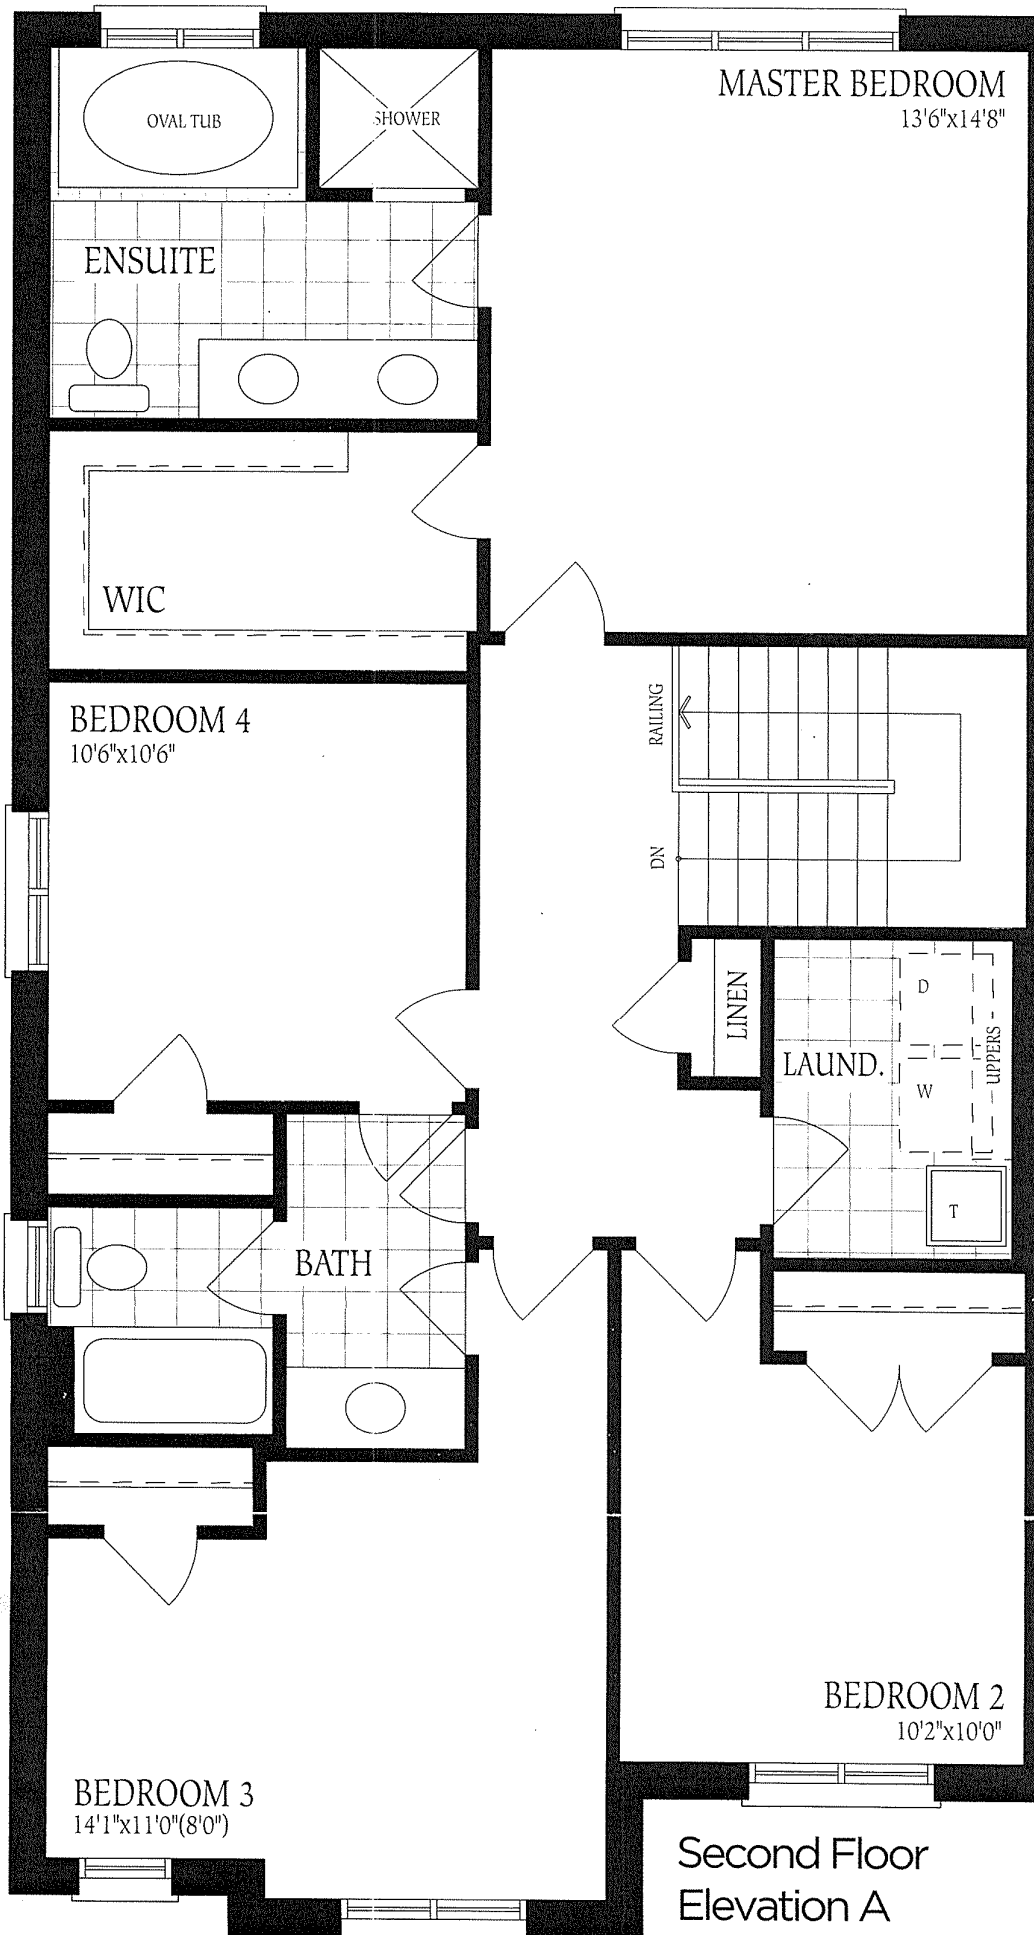 MASTER BEDROOM
13'6"x14'8"
OVAL TUB
SHOWER
ENSUITE
WIC
BEDROOM 4
10'6"x10'6"
RAILING
DN
LINEN
LAUND.
D
W
UPPERS
T
BATH
BEDROOM 2
10'2"x10'0"
BEDROOM 3
14'1"x11'0"(8'0")
Second Floor
Elevation A